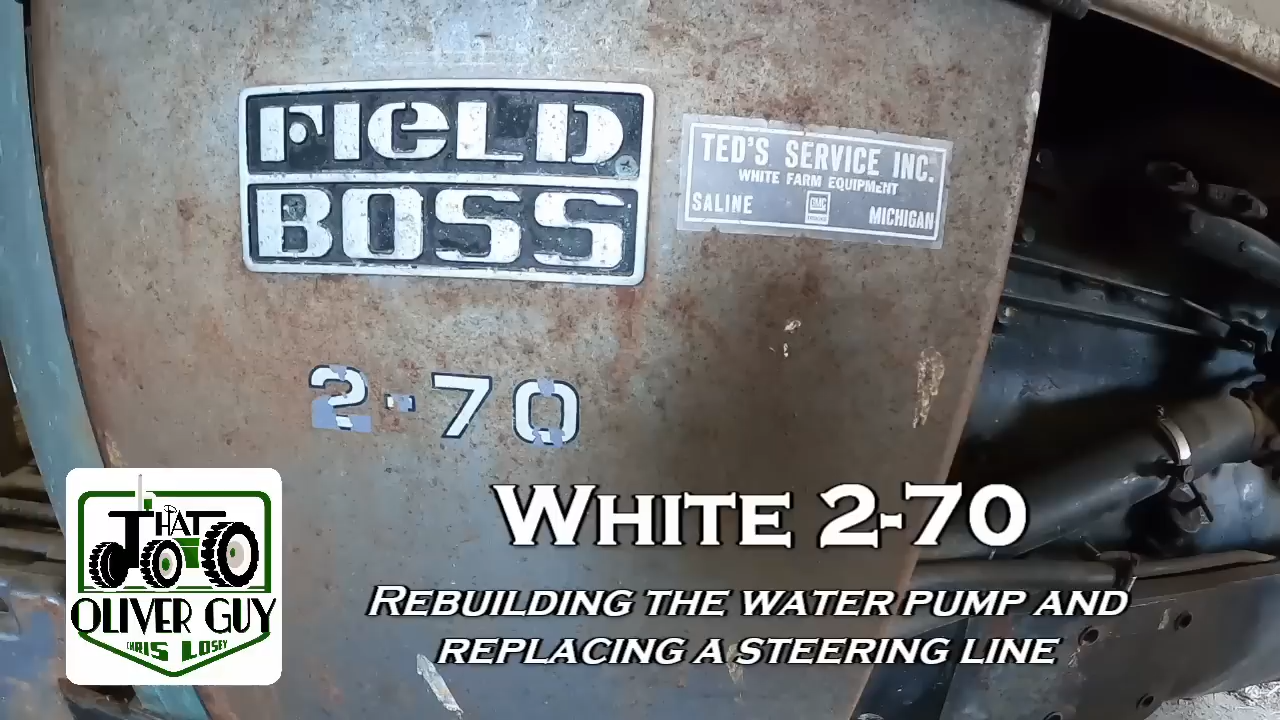 FIELD
BOSS
TED'S SERVICE INC.
WHITE FARM EQUIPMENT
SALINE
GMC
MICHIGAN
2-70
WHITE 2-70
REBUILDING THE WATER PUMP AND
REPLACING A STEERING LINE
THAT
OLIVER GUY
CHRIS LOSEY